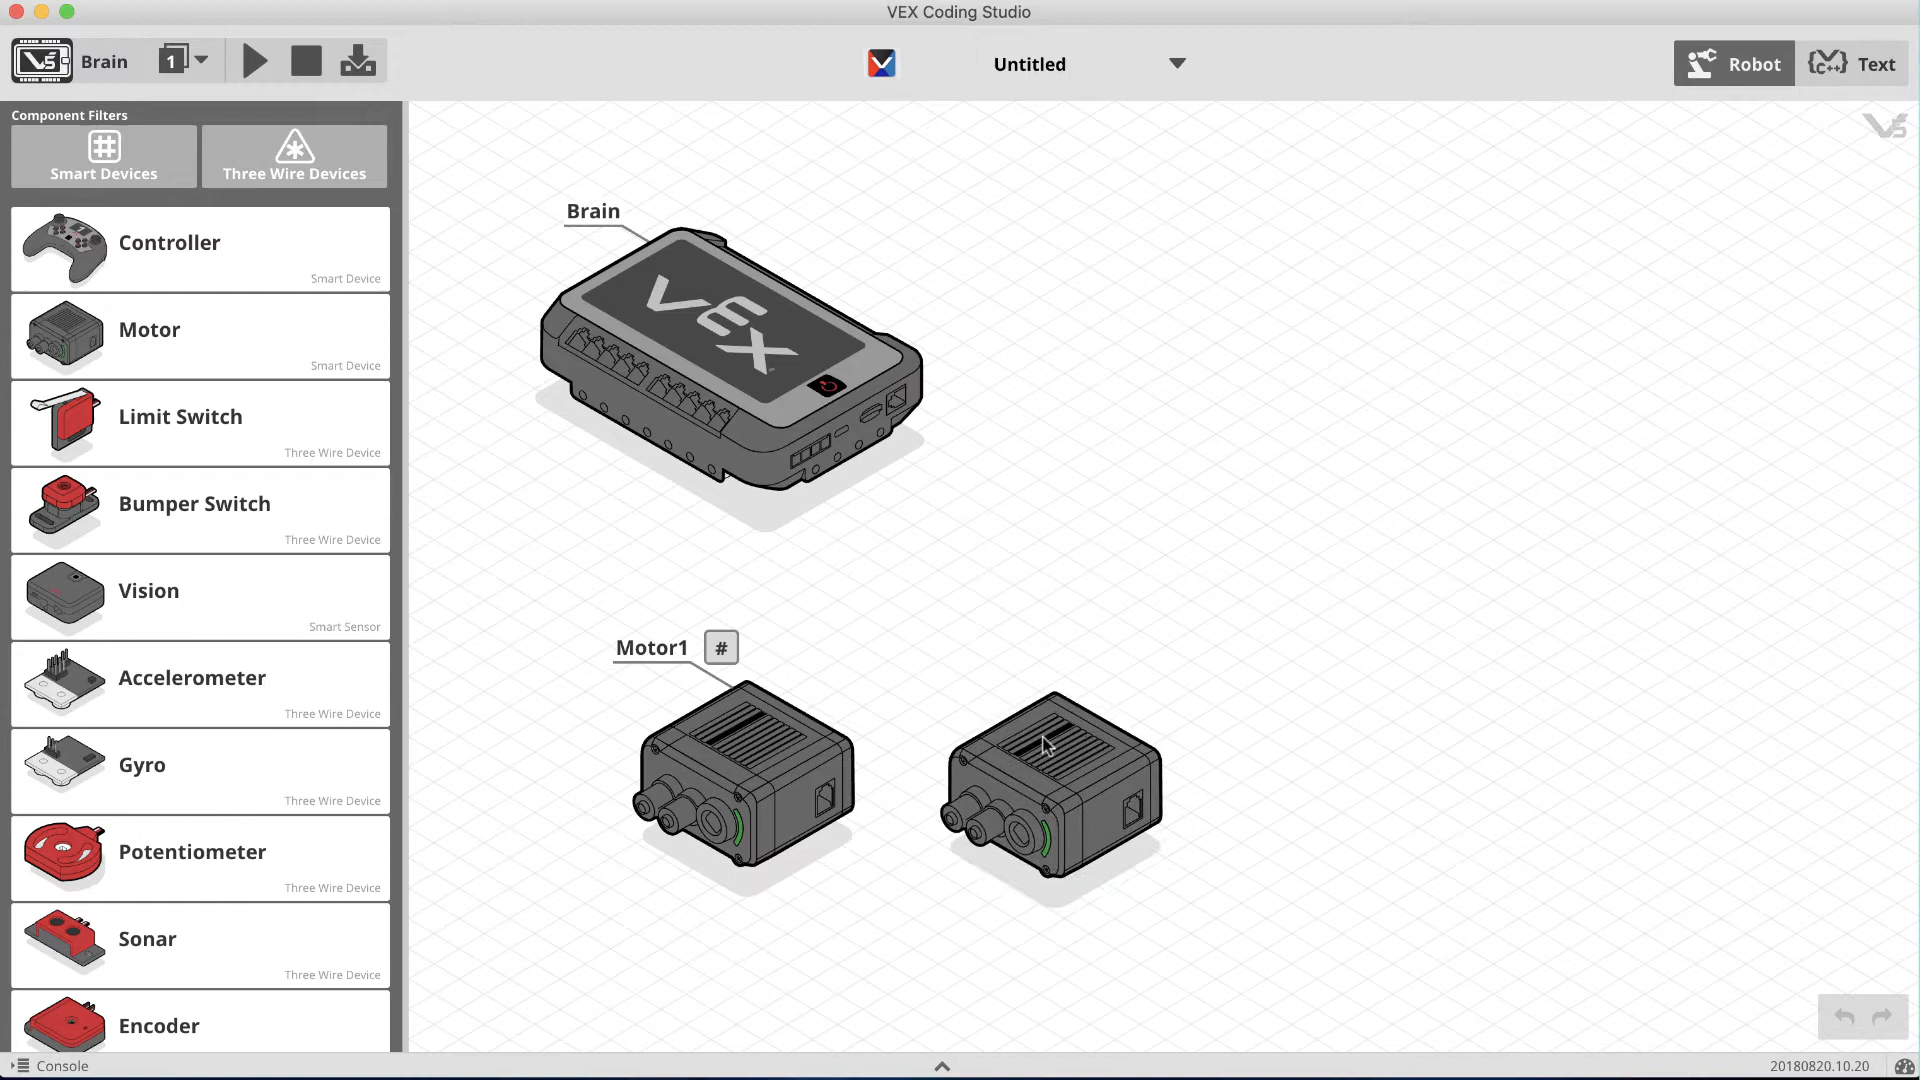 VEX Coding Studio
V5
Brain
1
Untitled
Robot
C++
Text
Component Filters
Smart Devices
Three Wire Devices
Controller
Smart Device
Motor
Smart Device
Limit Switch
Three Wire Device
Bumper Switch
Three Wire Device
Vision
Smart Sensor
Accelerometer
Three Wire Device
Gyro
Three Wire Device
Potentiometer
Three Wire Device
Sonar
Three Wire Device
Encoder
V5
Brain
VEX
Motor1 #
Console
20180820.10.20